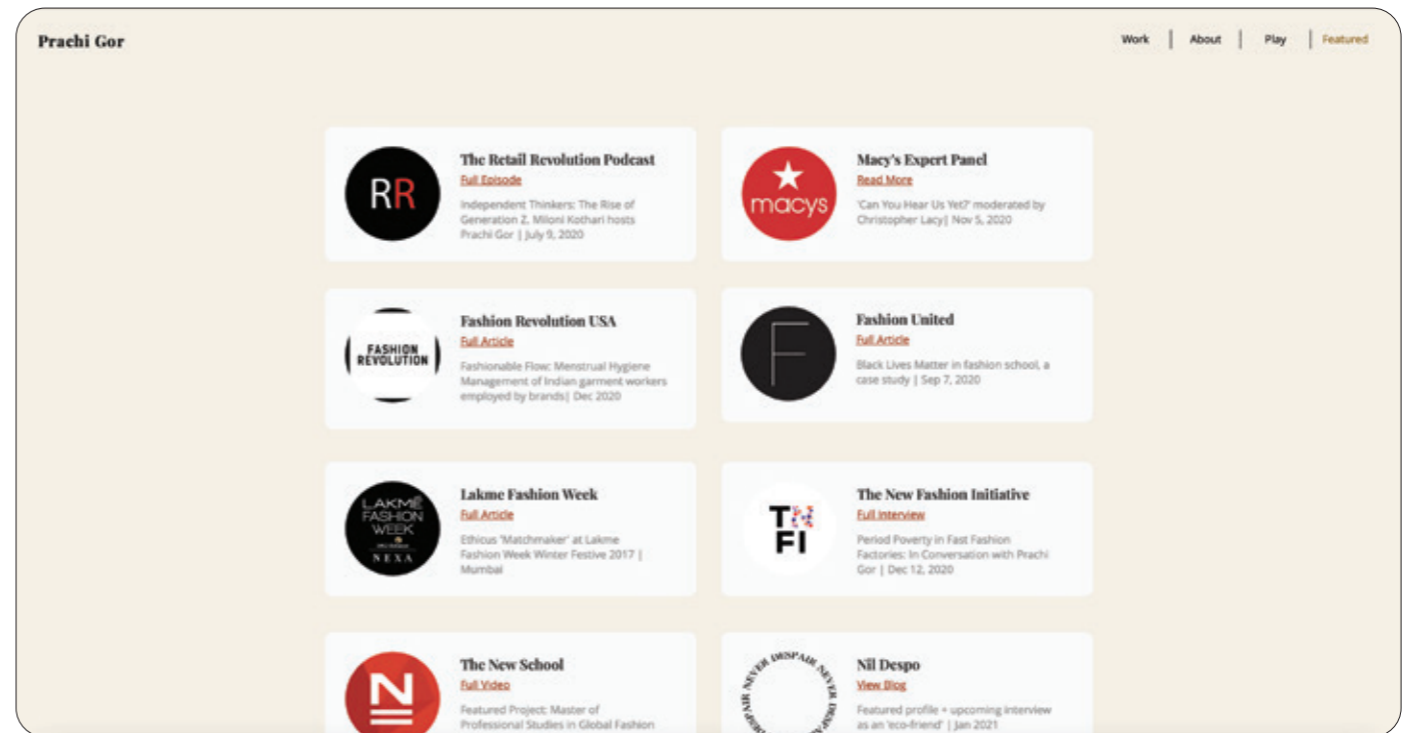 Prachi Gor
Work | About | Play | Featured
RR
The Retail Revolution Podcast
Full Episode
Independent Thinkers: The Rise of
Generation Z, Miloni Kothari hosts
Prachi Gor | July 9, 2020
macys
Macy's Expert Panel
Read More
'Can You Hear Us Yet?' moderated by
Christopher Lacy| Nov 5, 2020
FASHION
REVOLUTION
Fashion Revolution USA
Full Article
Fashionable Flow: Menstrual Hygiene
Management of Indian garment workers
employed by brands| Dec 2020
F
Fashion United
Full Article
Black Lives Matter in fashion school, a
case study | Sep 7, 2020
LAKMĒ
FASHION
WEEK
NEXA
Lakme Fashion Week
Full Article
Ethicus 'Matchmaker' at Lakme
Fashion Week Winter Festive 2017 |
Mumbai
TN
FI
The New Fashion Initiative
Full Interview
Period Poverty in Fast Fashion
Factories: In Conversation with Prachi
Gor | Dec 12, 2020
N
The New School
Full Video
Featured Project: Master of
Professional Studies in Global Fashion
DESPAIR NEVER DESPAIR NEVER DESPA
Nil Despo
View Blog
Featured profile + upcoming interview
as an 'eco-friend' | Jan 2021